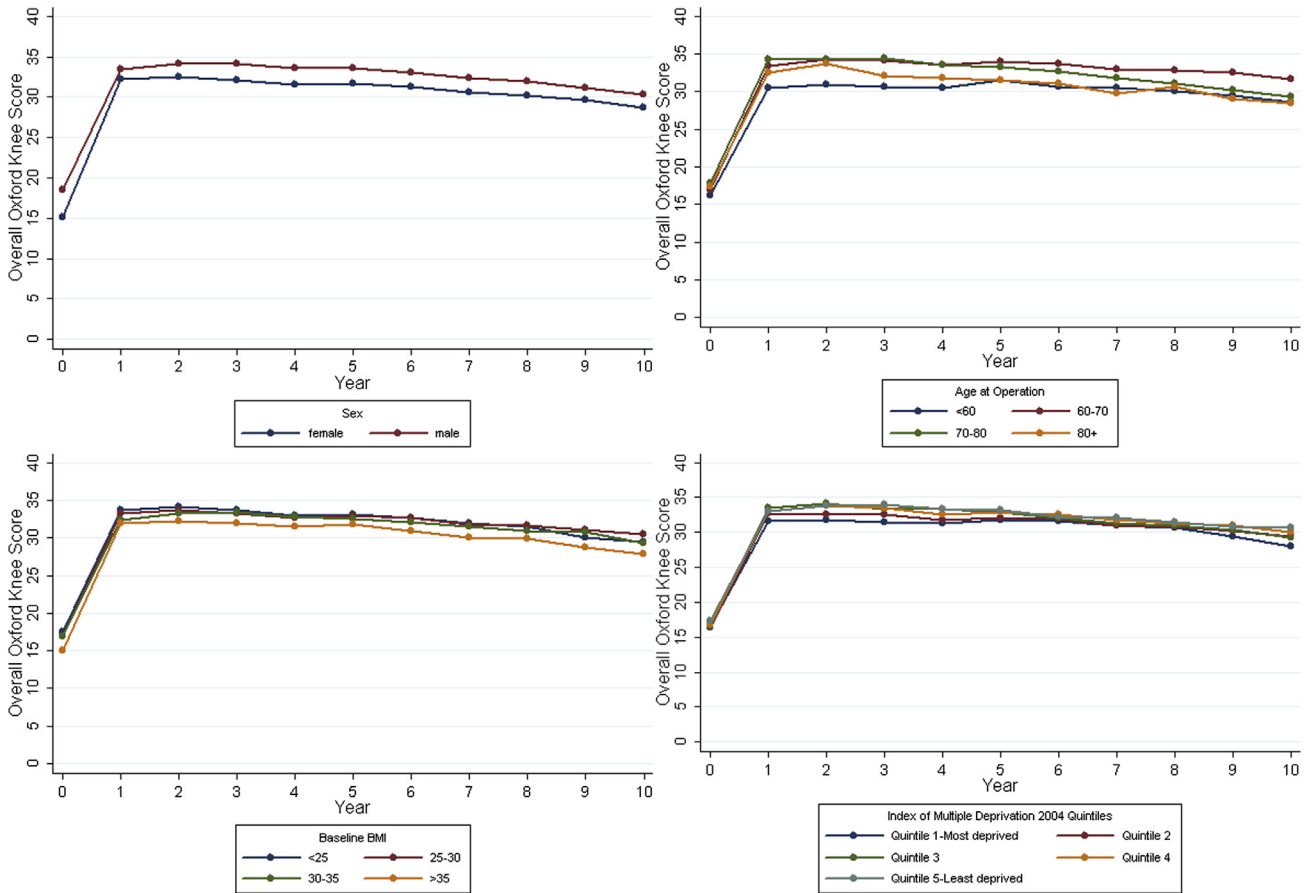 Overall Oxford Knee Score
40
35
30
25
20
15
10
5
0
0 1 2 3 4 5 6 7 8 9 10
Year
Sex
female male
Overall Oxford Knee Score
40
35
30
25
20
15
10
5
0
0 1 2 3 4 5 6 7 8 9 10
Year
Age at Operation
<60 60-70
70-80 80+
Overall Oxford Knee Score
40
35
30
25
20
15
10
5
0
0 1 2 3 4 5 6 7 8 9 10
Year
Baseline BMI
<25 25-30
30-35 >35
Overall Oxford Knee Score
40
35
30
25
20
15
10
5
0
0 1 2 3 4 5 6 7 8 9 10
Year
Index of Multiple Deprivation 2004 Quintiles
Quintile 1-Most deprived Quintile 2
Quintile 3 Quintile 4
Quintile 5-Least deprived